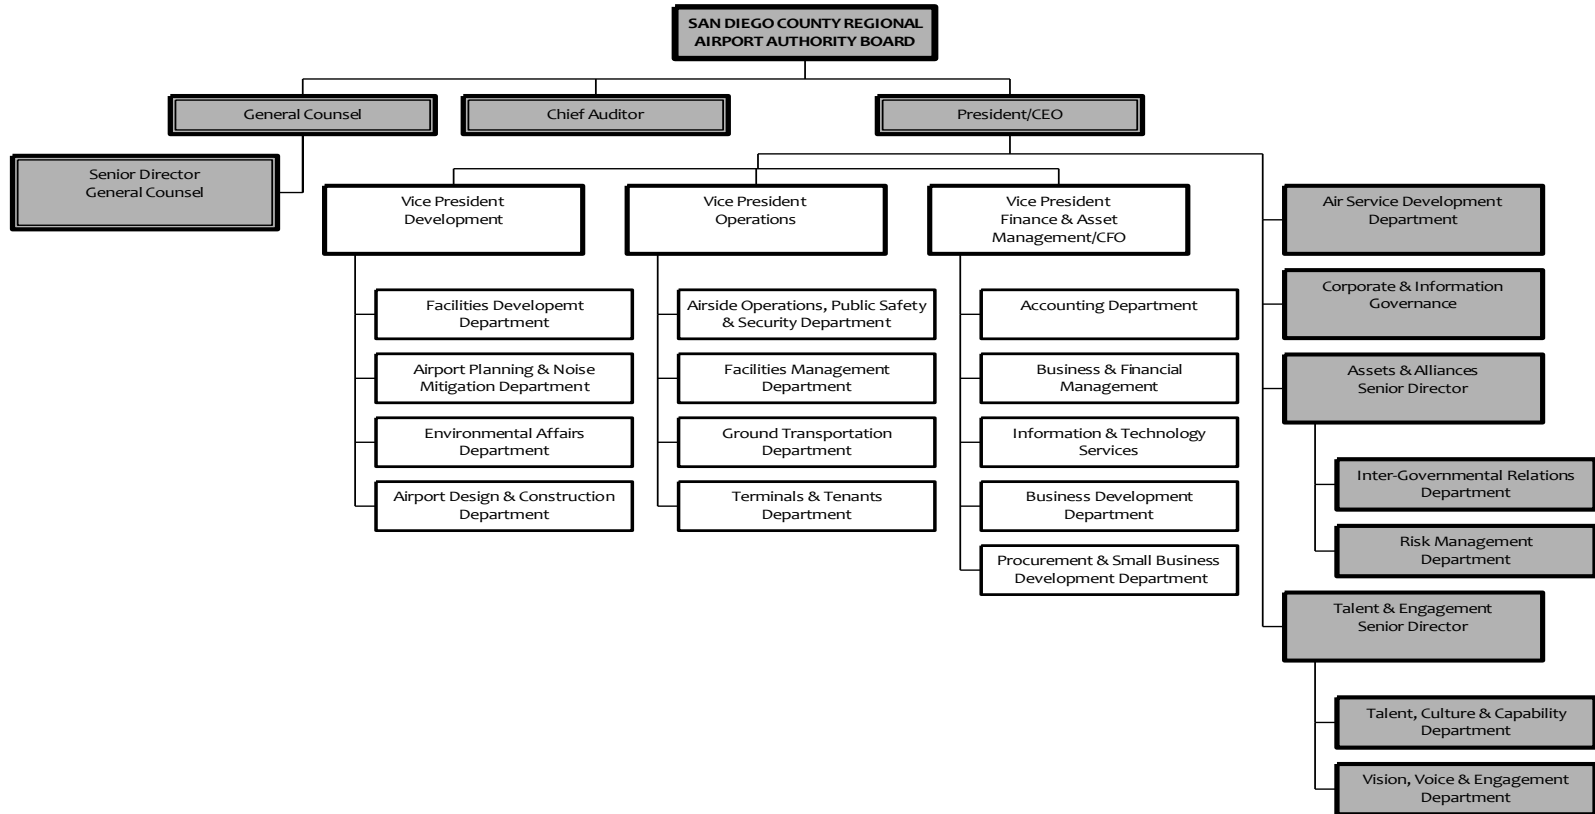 SAN DIEGO COUNTY REGIONAL
AIRPORT AUTHORITY BOARD
General Counsel
Chief Auditor
President/CEO
Senior Director
General Counsel
Vice President
Development
Vice President
Operations
Vice President
Finance & Asset
Management/CFO
Air Service Development
Department
Facilities Developemt
Department
Airside Operations, Public Safety
& Security Department
Accounting Department
Corporate & Information
Governance
Airport Planning & Noise
Mitigation Department
Facilities Management
Department
Business & Financial
Management
Assets & Alliances
Senior Director
Environmental Affairs
Department
Ground Transportation
Department
Information & Technology
Services
Inter-Governmental Relations
Department
Airport Design & Construction
Department
Terminals & Tenants
Department
Business Development
Department
Risk Management
Department
Procurement & Small Business
Development Department
Talent & Engagement
Senior Director
Talent, Culture & Capability
Department
Vision, Voice & Engagement
Department